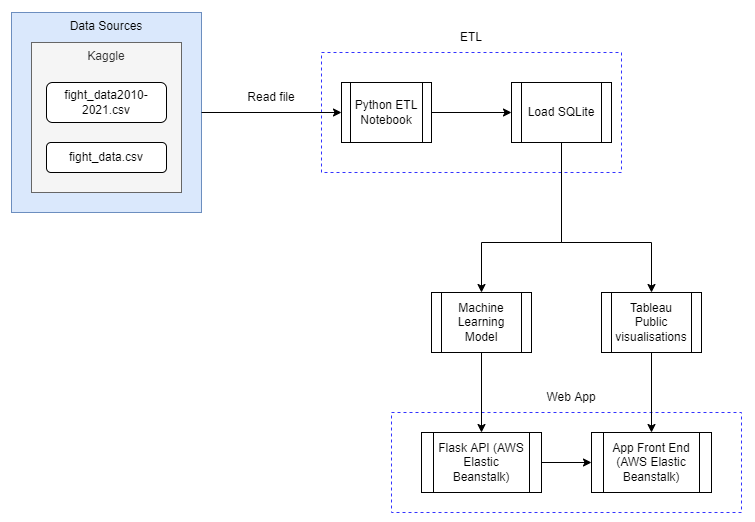 Data Sources
Kaggle
fight_data2010-
2021.csv
fight_data.csv
Read file
ETL
Python ETL
Notebook
Load SQLite
Machine
Learning
Model
Tableau
Public
visualisations
Web App
Flask API (AWS
Elastic
Beanstalk)
App Front End
(AWS Elastic
Beanstalk)